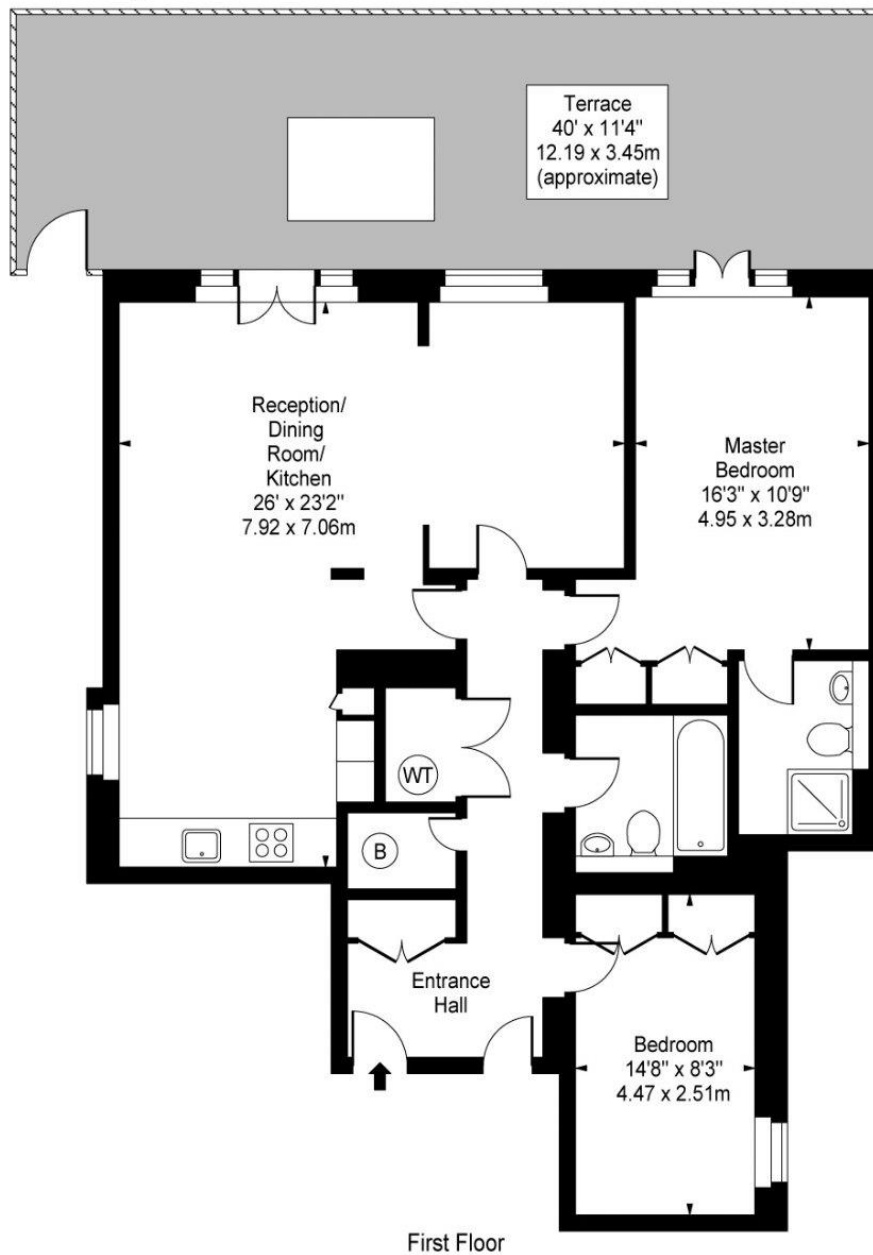 Terrace
40' x 11'4"
12.19 x 3.45m
(approximate)
Reception/
Dining
Room/
Kitchen
26' x 23'2"
7.92 x 7.06m
Master
Bedroom
16'3" x 10'9"
4.95 x 3.28m
WT
B
Entrance
Hall
Bedroom
14'8" x 8'3"
4.47 x 2.51m
First Floor